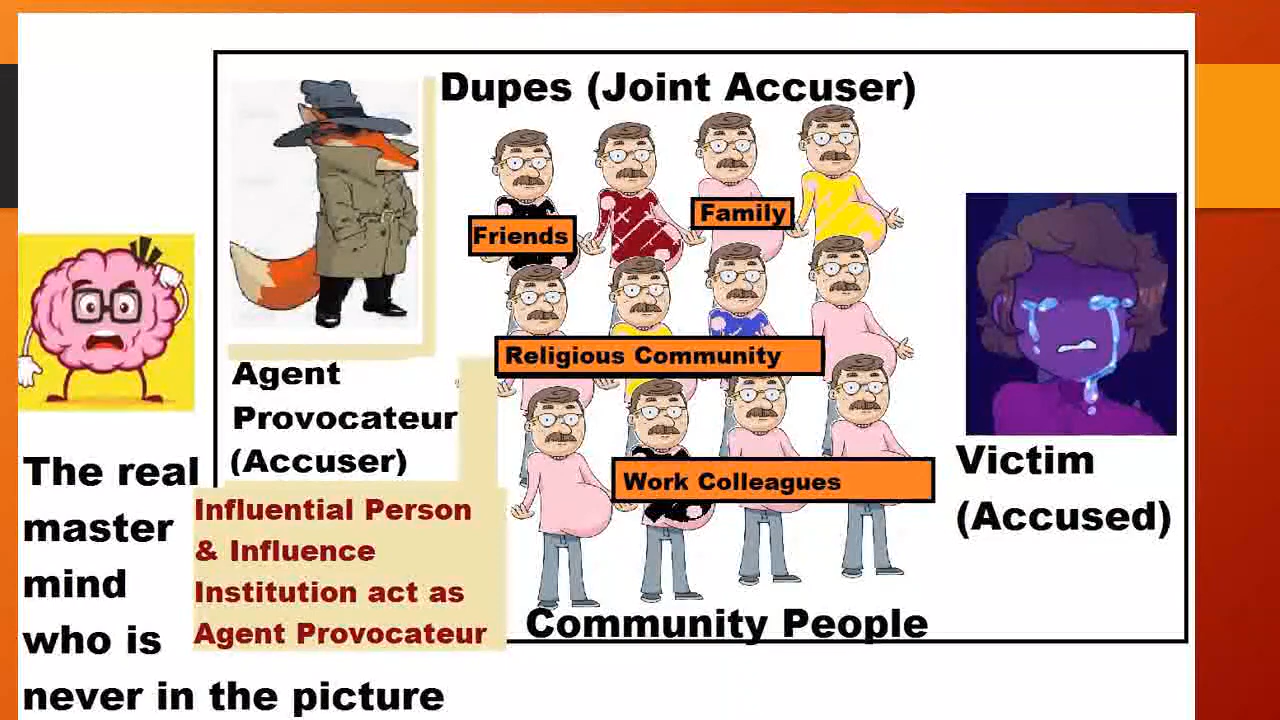 Dupes (Joint Accuser)
Friends
Family
Religious Community
Work Colleagues
Community People
Agent
Provocateur
(Accuser)
Influential Person
& Influence
Institution act as
Agent Provocateur
The real
master
mind
who is
never in the picture
Victim
(Accused)